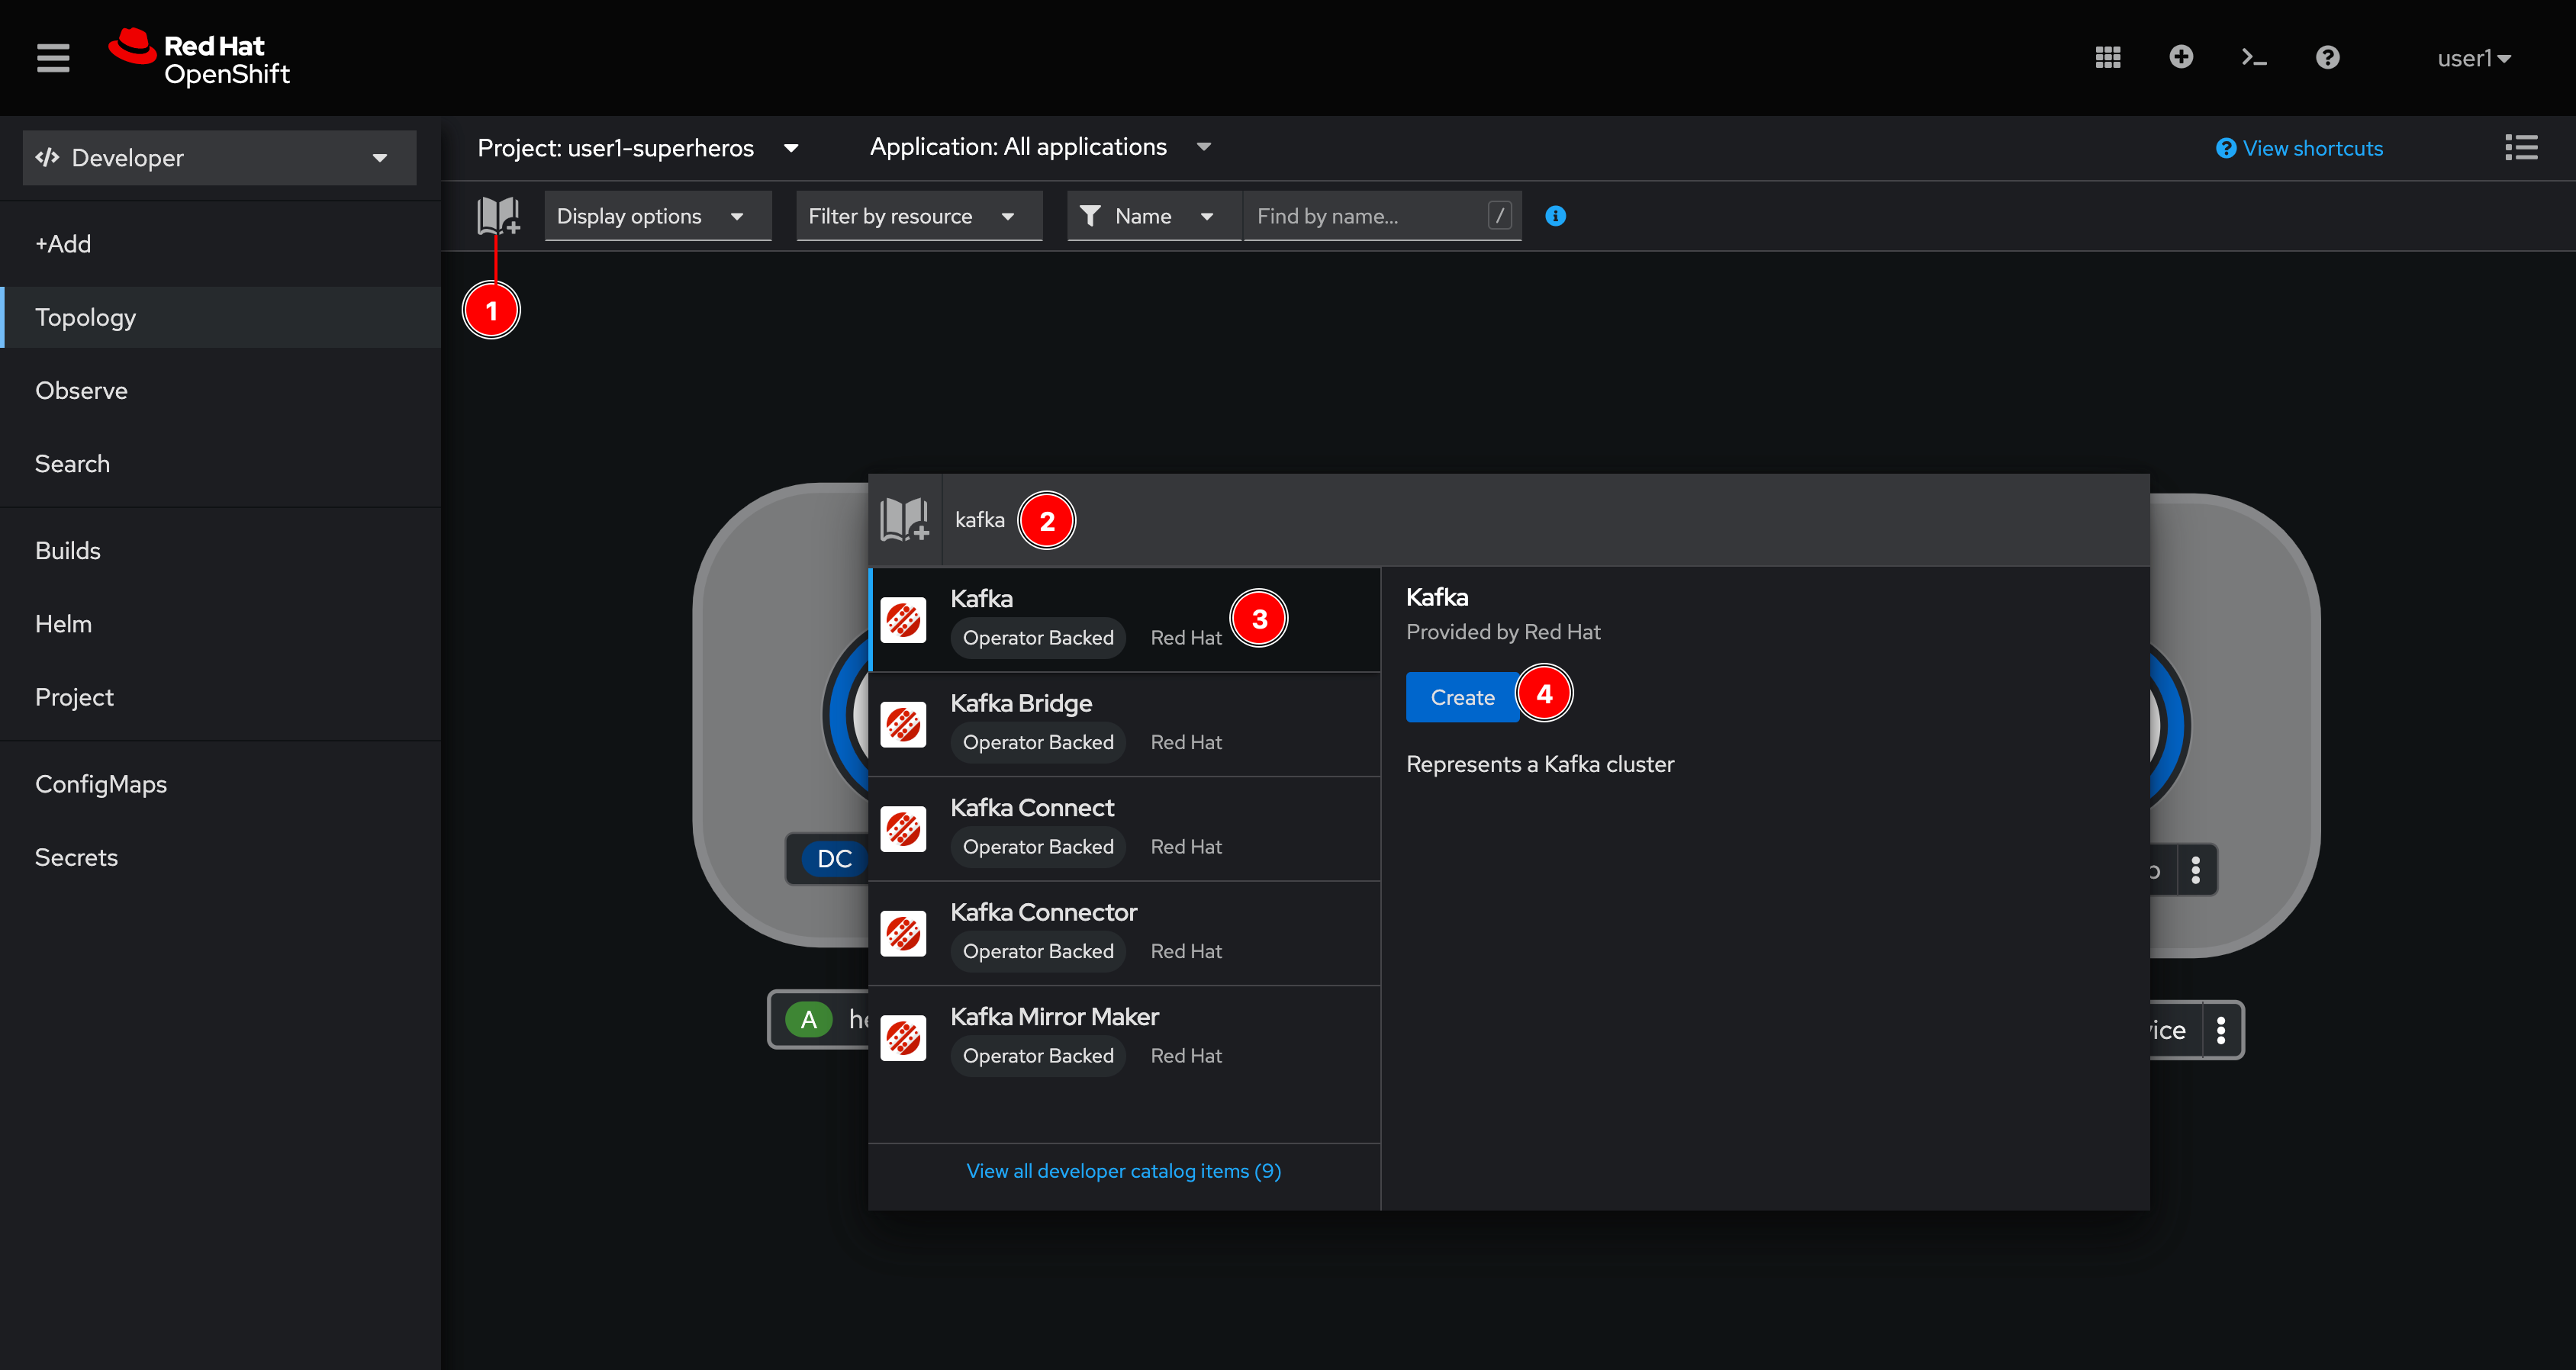 Red Hat
OpenShift
user1
Developer
Project: user1-superheros
Application: All applications
View shortcuts
Display options
Filter by resource
Name
Find by name...
/
+Add
Topology
Observe
Search
Builds
Helm
Project
ConfigMaps
Secrets
1
kafka
2
Kafka
Operator Backed Red Hat
3
Kafka Bridge
Operator Backed Red Hat
Kafka Connect
Operator Backed Red Hat
Kafka Connector
Operator Backed Red Hat
Kafka Mirror Maker
Operator Backed Red Hat
View all developer catalog items (9)
Kafka
Provided by Red Hat
Create
4
Represents a Kafka cluster
DC
A